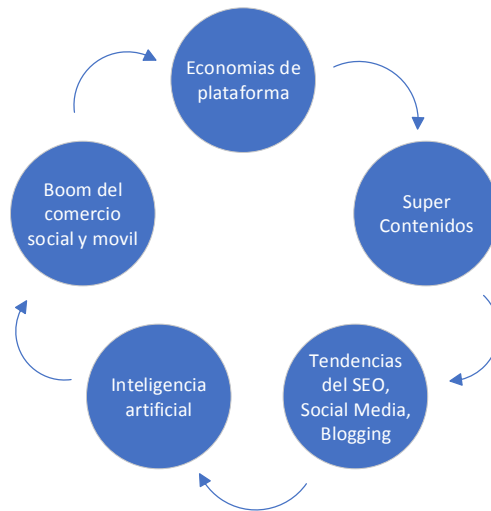 Economias de
plataforma
Super
Contenidos
Tendencias
del SEO,
Social Media,
Blogging
Inteligencia
artificial
Boom del
comercio
social y movil